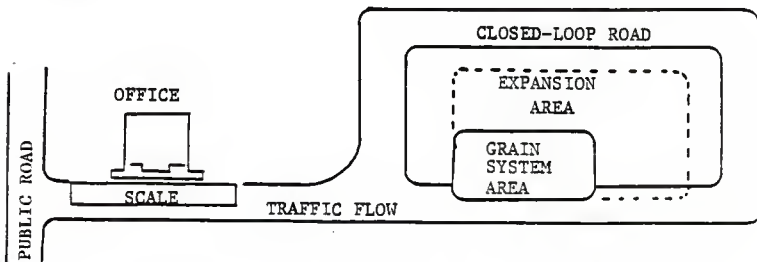 CLOSED-LOOP ROAD
EXPANSION
AREA
OFFICE
GRAIN
SYSTEM
AREA
PUBLIC ROAD
SCALE
TRAFFIC FLOW